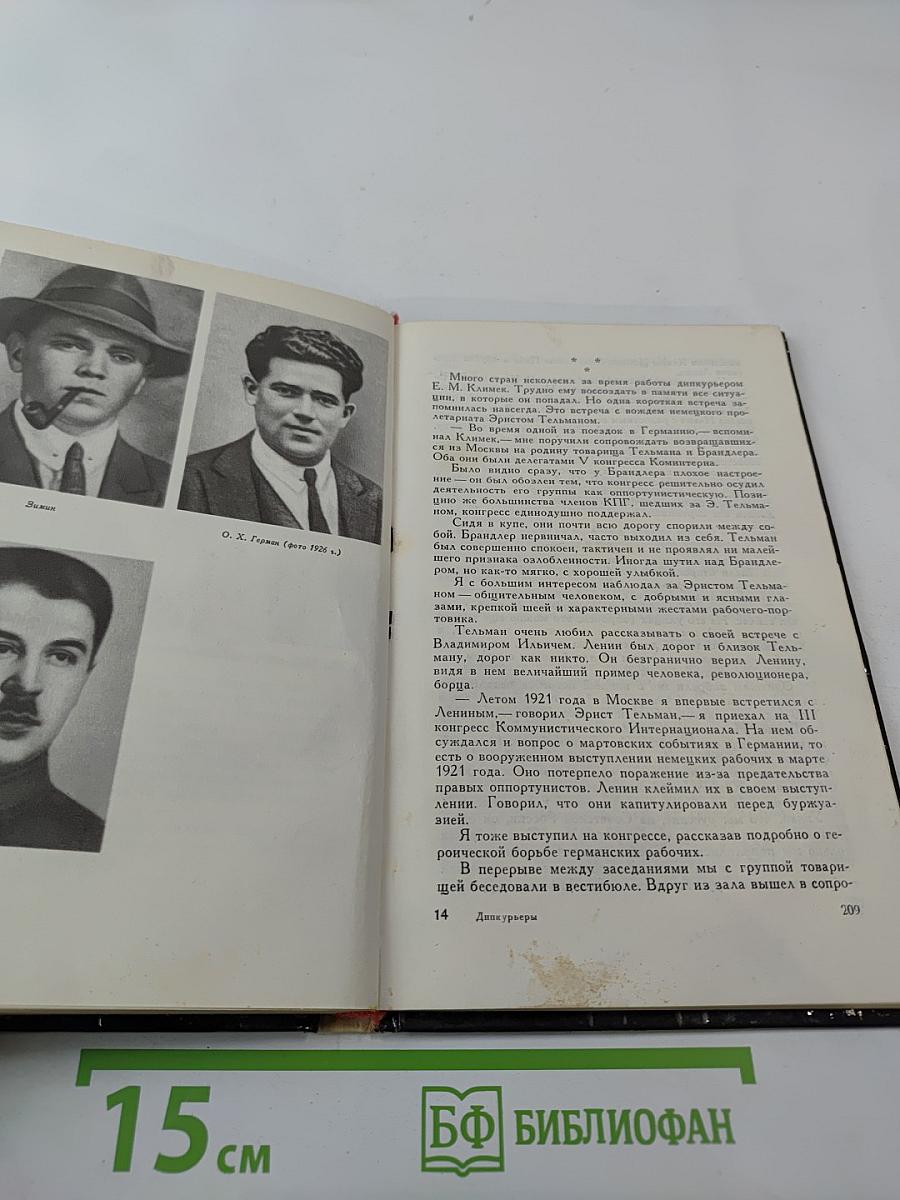 Зимин
О. Х. Герман (фото 1926 г.)
* *
*
Много стран исколесил за время работы дипкурьером
Е. М. Климек. Трудно ему воссоздать в памяти все ситуа-
ции, в которые он попадал. Но одна короткая встреча за-
помнилась навсегда. Это встреча с вождем немецкого про-
летариата Эрнстом Тельманом.
— Во время одной из поездок в Германию,— вспоми-
нал Климек,— мне поручили сопровождать возвращавших-
ся из Москвы на родину товарища Тельмана и Брандлера.
Оба они были делегатами V конгресса Коминтерна.
Было видно сразу, что у Брандлера плохое настрое-
ние — он был обозлен тем, что конгресс решительно осудил
деятельность его группы как оппортунистическую. Пози-
цию же большинства членов КПГ, шедших за Э. Тельма-
ном, конгресс единодушно поддержал.
Сидя в купе, они почти всю дорогу спорили между со-
бой. Брандлер нервничал, часто выходил из себя. Тельман
был совершенно спокоен, тактичен и не проявлял ни малей-
шего признака озлобленности. Иногда шутил над Брандле-
ром, но как-то мягко, с хорошей улыбкой.
Я с большим интересом наблюдал за Эрнстом Тельма-
ном — общительным человеком, с добрыми и ясными гла-
зами, крепкой шеей и характерными жестами рабочего-пор-
товика.
Тельман очень любил рассказывать о своей встрече с
Владимиром Ильичем. Ленин был дорог и близок Тель-
ману, дорог как никто. Он безгранично верил Ленину,
видя в нем величайший пример человека, революционера,
борца.
— Летом 1921 года в Москве я впервые встретился с
Лениным,— говорил Эрнст Тельман,— я приехал на III
конгресс Коммунистического Интернационала. На нем об-
суждался и вопрос о мартовских событиях в Германии, то
есть о вооруженном выступлении немецких рабочих в марте
1921 года. Оно потерпело поражение из-за предательства
правых оппортунистов. Ленин клеймил их в своем выступ-
лении. Говорил, что они капитулировали перед буржуа-
зией.
Я тоже выступил на конгрессе, рассказав подробно о ге-
роической борьбе германских рабочих.
В перерыве между заседаниями мы с группой товари-
щей беседовали в вестибюле. Вдруг из зала вышел в сопро-
14 Дипкурьеры 209
15 см БФ БИБЛИОФАН